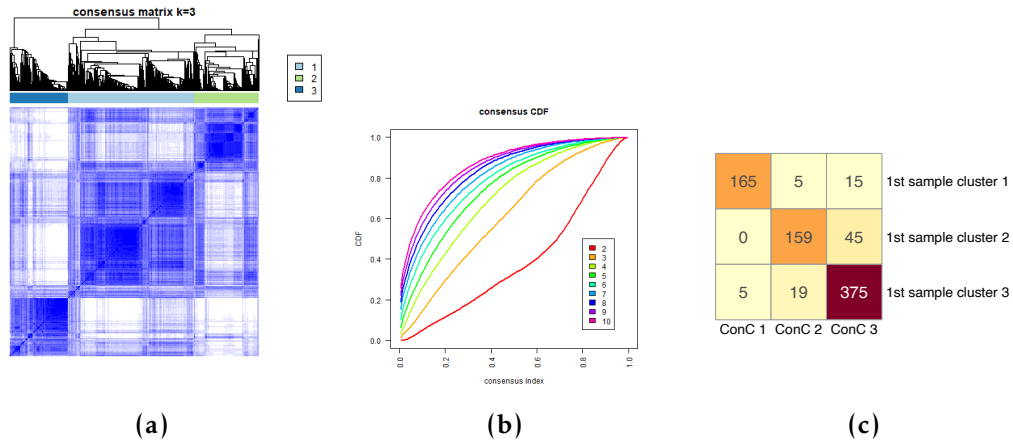 consensus matrix k=3
1
2
3
consensus CDF
CDF
1.0
0.8
0.6
0.4
0.2
0.0
2
3
4
5
6
7
8
9
10
0.0 0.2 0.4 0.6 0.8 1.0
consensus index
165 5 15 1st sample cluster 1
0 159 45 1st sample cluster 2
5 19 375 1st sample cluster 3
ConC 1 ConC 2 ConC 3
(a) (b) (c)